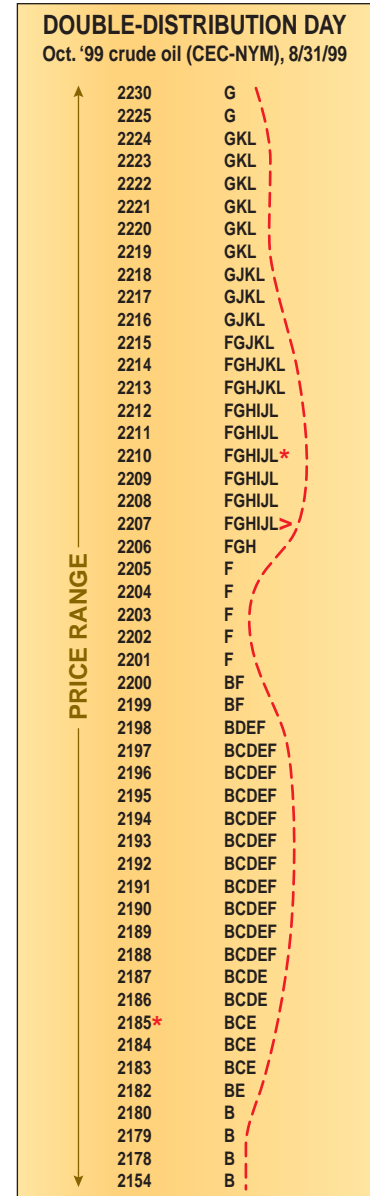 DOUBLE-DISTRIBUTION DAY
Oct. ‘99 crude oil (CEC-NYM), 8/31/99
PRICE RANGE
2230 G
2225 G
2224 GKL
2223 GKL
2222 GKL
2221 GKL
2220 GKL
2219 GKL
2218 GJKL
2217 GJKL
2216 GJKL
2215 FGJKL
2214 FGHJKL
2213 FGHJKL
2212 FGHIJL
2211 FGHIJL
2210 FGHIJL*
2209 FGHIJL
2208 FGHIJL
2207 FGHIJL>
2206 FGH
2205 F
2204 F
2203 F
2202 F
2201 F
2200 BF
2199 BF
2198 BDEF
2197 BCDEF
2196 BCDEF
2195 BCDEF
2194 BCDEF
2193 BCDEF
2192 BCDEF
2191 BCDEF
2190 BCDEF
2189 BCDEF
2188 BCDEF
2187 BCDE
2186 BCDE
2185* BCE
2184 BCE
2183 BCE
2182 BE
2180 B
2179 B
2178 B
2154 B